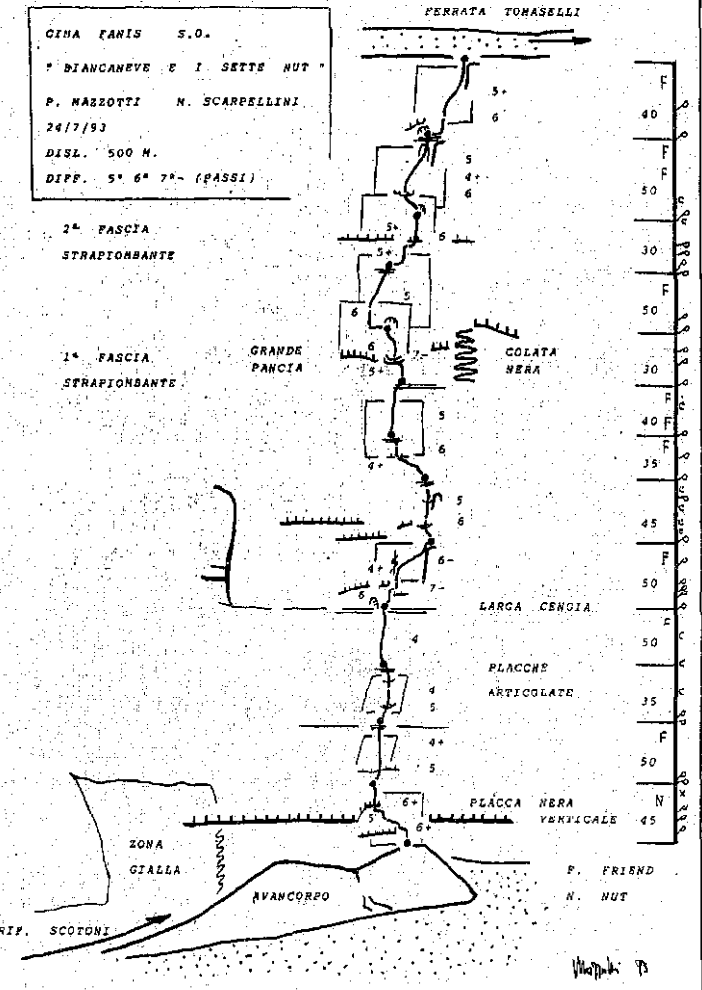 FERRATA TOMASELLI
CIMA FANIS S.O.
" BIANCANEVE E I SETTE NUT "
P. MAZZOTTI M. SCARPELLINI
24/7/93
DISL. 500 M.
DIFF. 5° 6° 7°- (PASSI)
5+
6
F
40
5
4+
6
F
F
50
2ª FASCIA
STRAPIOMBANTE
5+
6
5+
30
5
F
50
6
1ª FASCIA
STRAPIOMBANTE
GRANDE
PANCIA
6
7-
5+
COLATA
NERA
30
F
5
40 F
6
4+
F
35
5
6
45
6-
4+
F
6
7-
50
LARGA CENGIA
4
F
50
PLACCHE
ARTICOLATE
4
5
35
4+
5
F
50
6+
5
6+
PLACCA NERA
VERTICALE
N
45
ZONA
GIALLA
AVANCORPO
F. FRIEND
N. NUT
RIF. SCOTONI
93